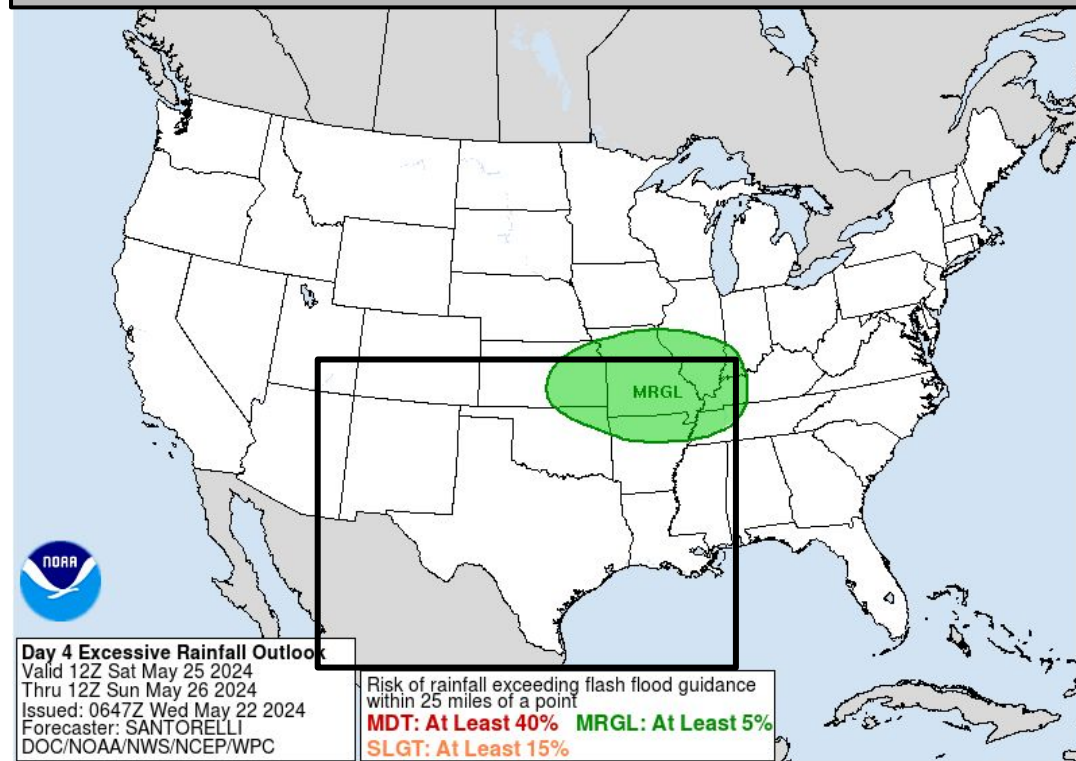 MRGL
NOAA
Day 4 Excessive Rainfall Outlook
Valid 12Z Sat May 25 2024
Thru 12Z Sun May 26 2024
Issued: 0647Z Wed May 22 2024
Forecaster: SANTORELLI
DOC/NOAA/NWS/NCEP/WPC
Risk of rainfall exceeding flash flood guidance
within 25 miles of a point
MDT: At Least 40% MRGL: At Least 5%
SLGT: At Least 15%